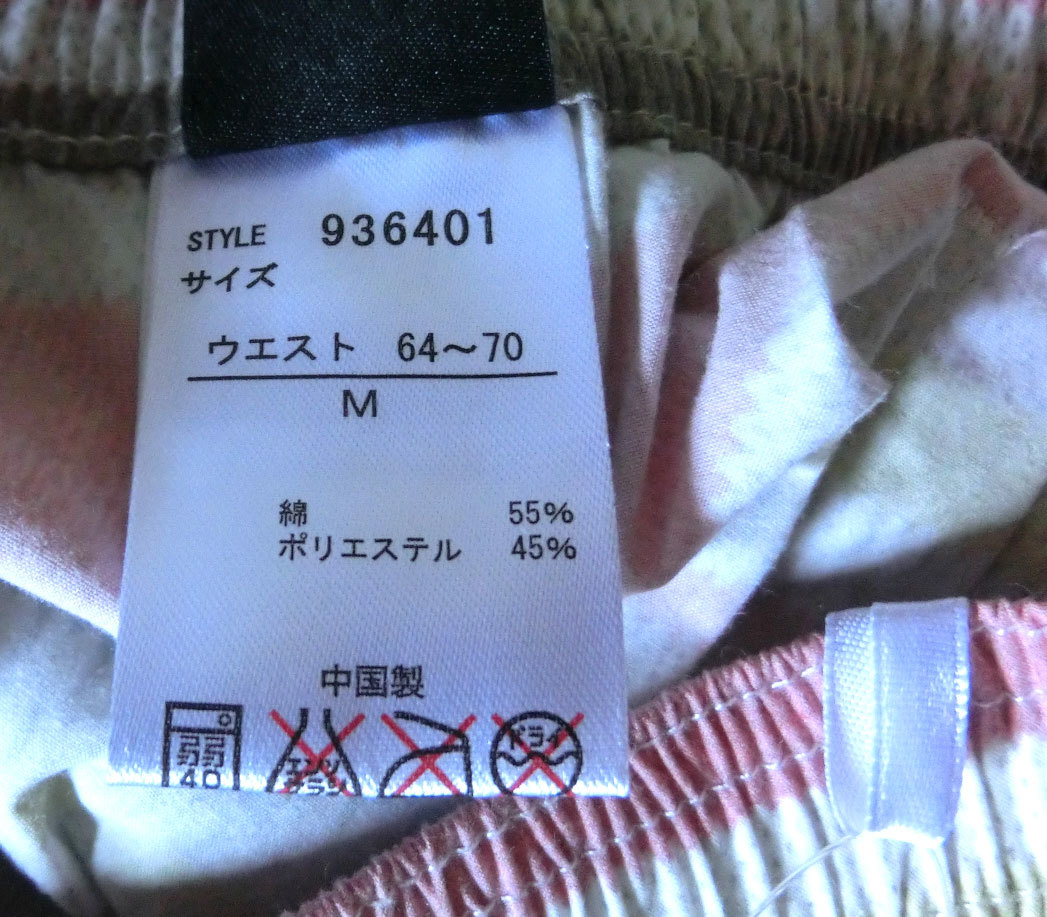 STYLE 936401
サイズ
ウエスト 64～70
M
綿 55%
ポリエステル 45%
中国製
弱 ドライ
40